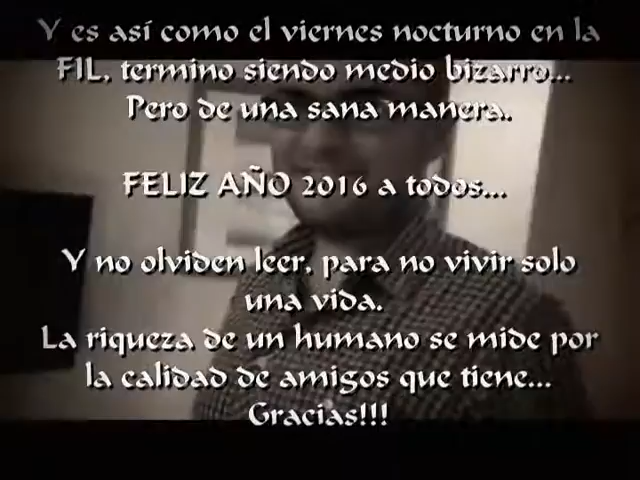 Y es así como el viernes nocturno en la
FIL, termino siendo medio bizarro...
Pero de una sana manera.
FELIZ AÑO 2016 a todos...
Y no olviden leer, para no vivir solo
una vida.
La riqueza de un humano se mide por
la calidad de amigos que tiene...
Gracias!!!